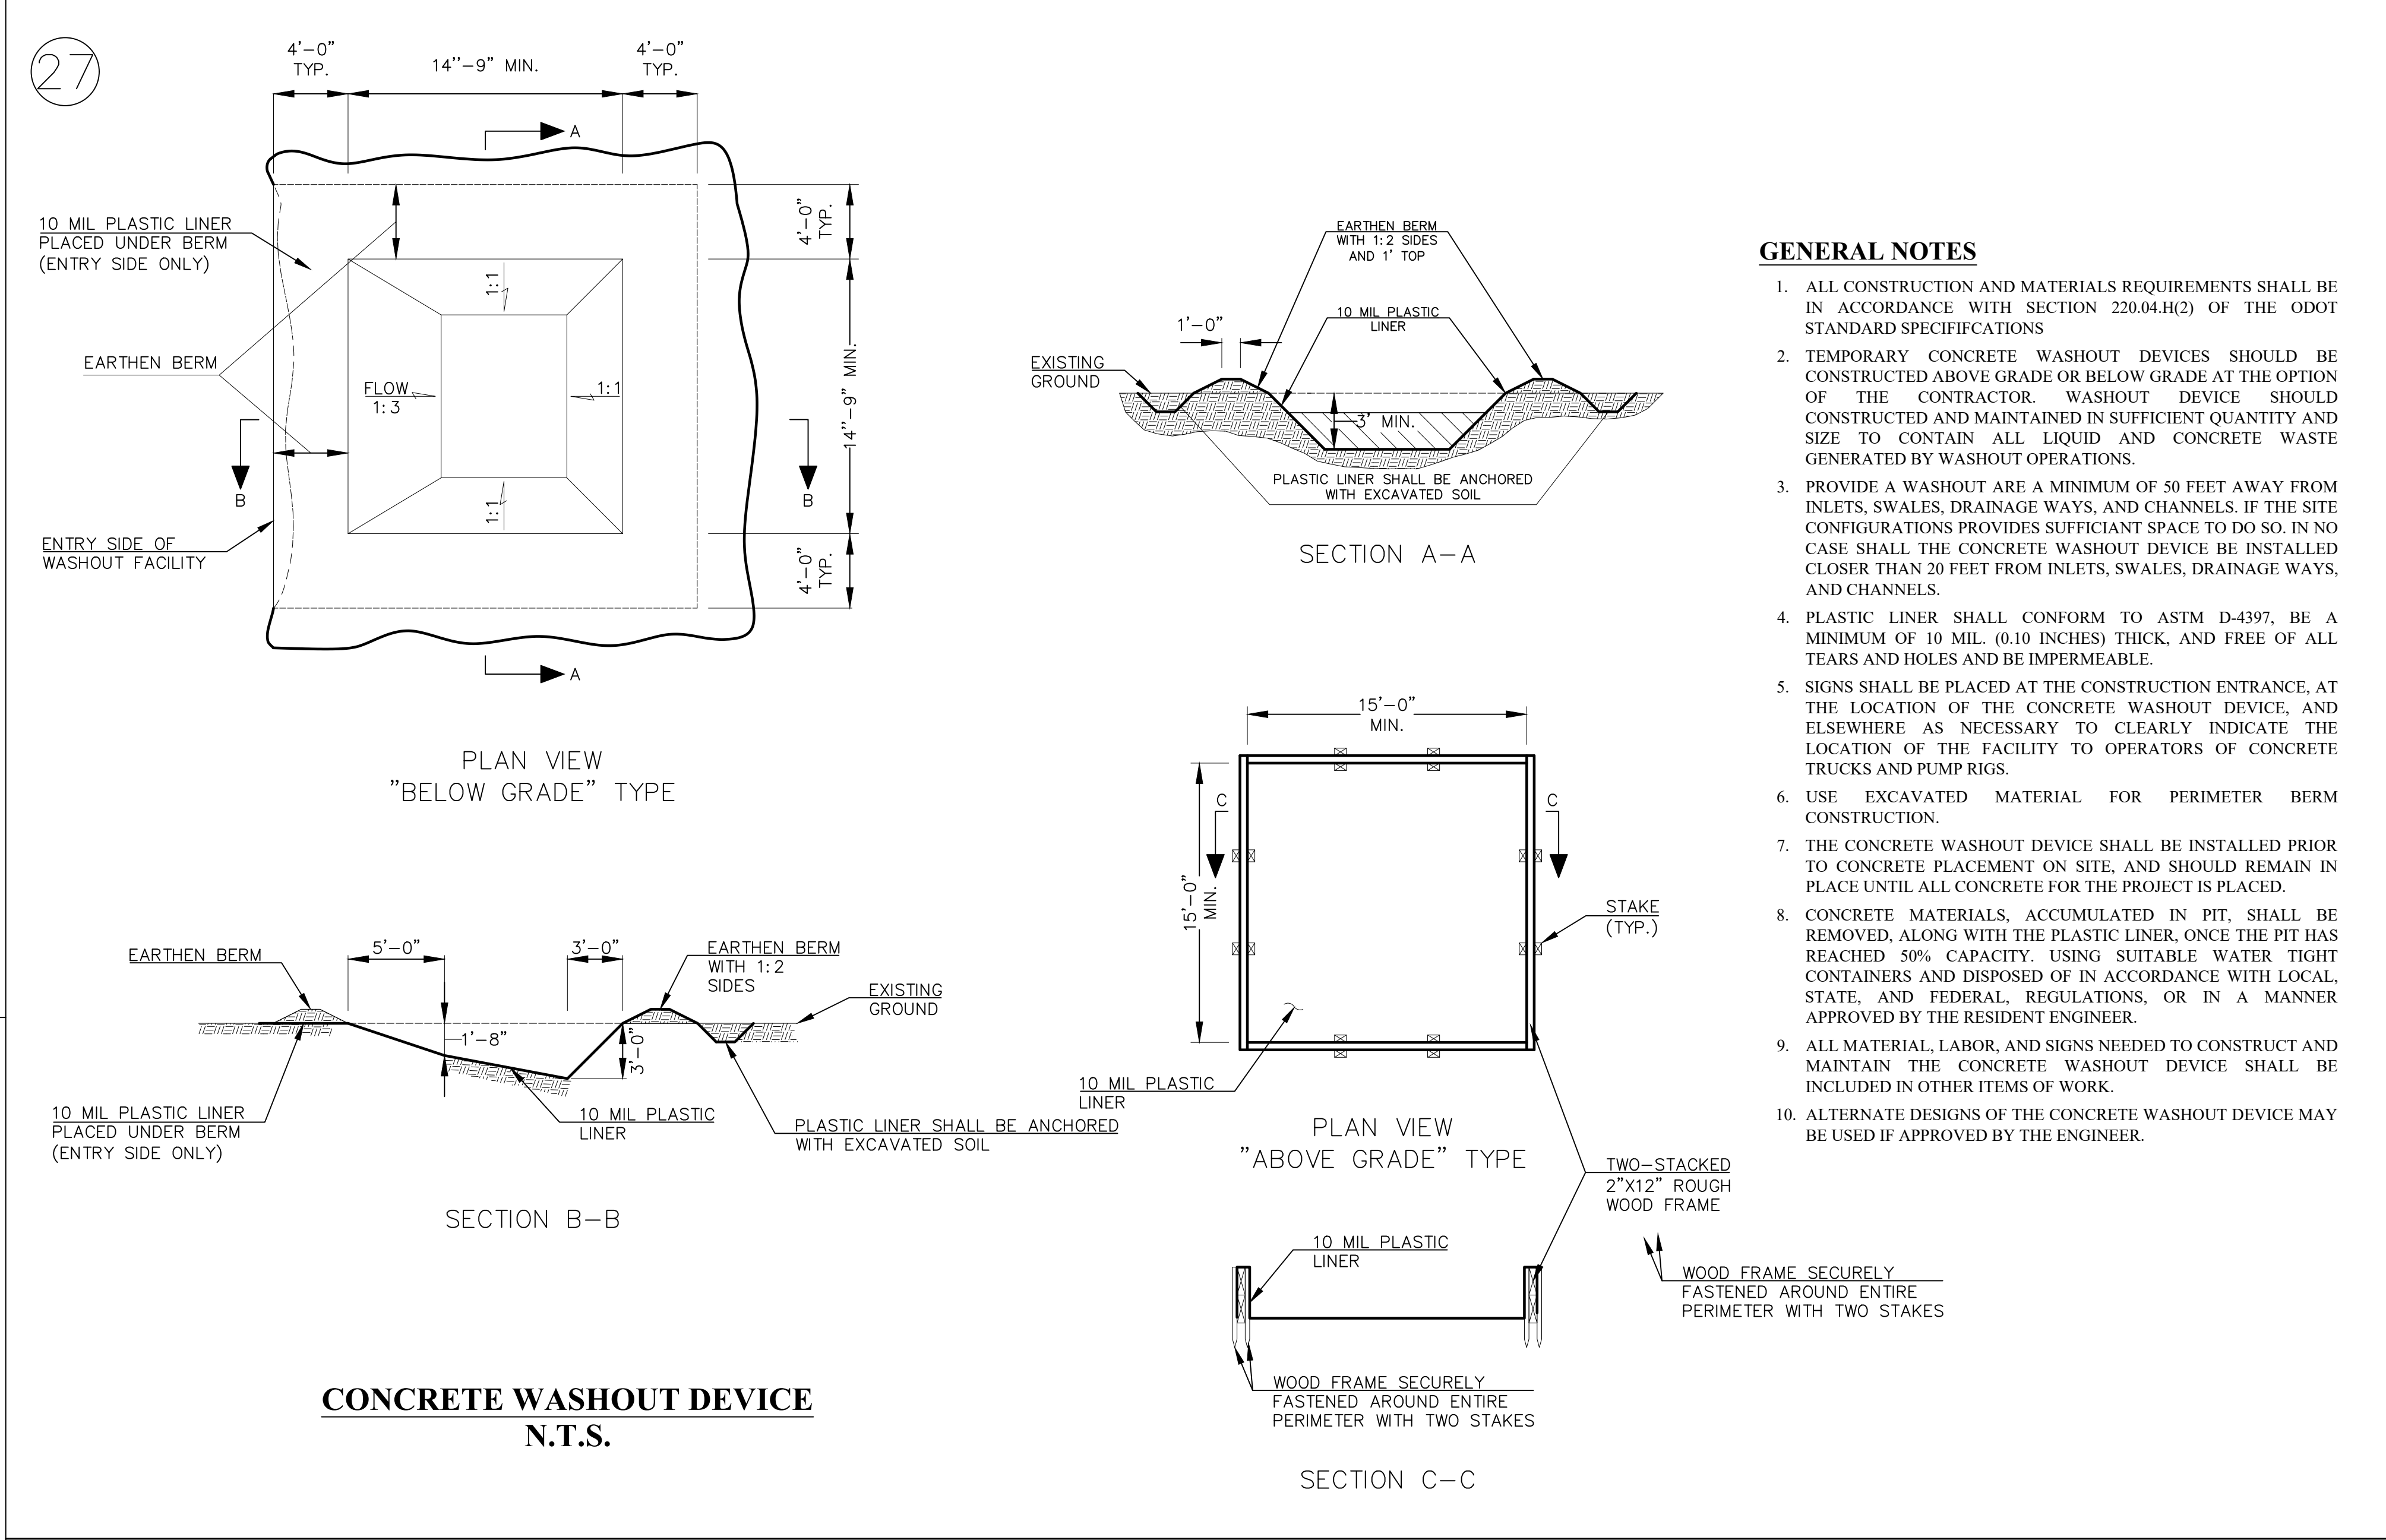 27
4'-0"
TYP.
14''-9" MIN.
4'-0"
TYP.
A
10 MIL PLASTIC LINER
PLACED UNDER BERM
(ENTRY SIDE ONLY)
EARTHEN BERM
ENTRY SIDE OF
WASHOUT FACILITY
1:1
FLOW
1:3
1:1
1:1
B
B
4'-0"
TYP.
14''-9" MIN.
4'-0"
TYP.
A
PLAN VIEW
"BELOW GRADE" TYPE
EARTHEN BERM
WITH 1:2 SIDES
AND 1' TOP
10 MIL PLASTIC
LINER
1'-0"
EXISTING
GROUND
3' MIN.
PLASTIC LINER SHALL BE ANCHORED
WITH EXCAVATED SOIL
SECTION A-A
EARTHEN BERM
5'-0"
3'-0"
EARTHEN BERM
WITH 1:2
SIDES
EXISTING
GROUND
1'-8"
3'-0"
10 MIL PLASTIC LINER
PLACED UNDER BERM
(ENTRY SIDE ONLY)
10 MIL PLASTIC
LINER
PLASTIC LINER SHALL BE ANCHORED
WITH EXCAVATED SOIL
SECTION B-B
15'-0"
MIN.
15'-0"
MIN.
C
C
STAKE
(TYP.)
10 MIL PLASTIC
LINER
PLAN VIEW
"ABOVE GRADE" TYPE
TWO-STACKED
2"X12" ROUGH
WOOD FRAME
10 MIL PLASTIC
LINER
WOOD FRAME SECURELY
FASTENED AROUND ENTIRE
PERIMETER WITH TWO STAKES
WOOD FRAME SECURELY
FASTENED AROUND ENTIRE
PERIMETER WITH TWO STAKES
SECTION C-C
CONCRETE WASHOUT DEVICE
N.T.S.
GENERAL NOTES
1. ALL CONSTRUCTION AND MATERIALS REQUIREMENTS SHALL BE
IN ACCORDANCE WITH SECTION 220.04.H(2) OF THE ODOT
STANDARD SPECIFIFCATIONS
2. TEMPORARY CONCRETE WASHOUT DEVICES SHOULD BE
CONSTRUCTED ABOVE GRADE OR BELOW GRADE AT THE OPTION
OF THE CONTRACTOR. WASHOUT DEVICE SHOULD
CONSTRUCTED AND MAINTAINED IN SUFFICIENT QUANTITY AND
SIZE TO CONTAIN ALL LIQUID AND CONCRETE WASTE
GENERATED BY WASHOUT OPERATIONS.
3. PROVIDE A WASHOUT ARE A MINIMUM OF 50 FEET AWAY FROM
INLETS, SWALES, DRAINAGE WAYS, AND CHANNELS. IF THE SITE
CONFIGURATIONS PROVIDES SUFFICIANT SPACE TO DO SO. IN NO
CASE SHALL THE CONCRETE WASHOUT DEVICE BE INSTALLED
CLOSER THAN 20 FEET FROM INLETS, SWALES, DRAINAGE WAYS,
AND CHANNELS.
4. PLASTIC LINER SHALL CONFORM TO ASTM D-4397, BE A
MINIMUM OF 10 MIL. (0.10 INCHES) THICK, AND FREE OF ALL
TEARS AND HOLES AND BE IMPERMEABLE.
5. SIGNS SHALL BE PLACED AT THE CONSTRUCTION ENTRANCE, AT
THE LOCATION OF THE CONCRETE WASHOUT DEVICE, AND
ELSEWHERE AS NECESSARY TO CLEARLY INDICATE THE
LOCATION OF THE FACILITY TO OPERATORS OF CONCRETE
TRUCKS AND PUMP RIGS.
6. USE EXCAVATED MATERIAL FOR PERIMETER BERM
CONSTRUCTION.
7. THE CONCRETE WASHOUT DEVICE SHALL BE INSTALLED PRIOR
TO CONCRETE PLACEMENT ON SITE, AND SHOULD REMAIN IN
PLACE UNTIL ALL CONCRETE FOR THE PROJECT IS PLACED.
8. CONCRETE MATERIALS, ACCUMULATED IN PIT, SHALL BE
REMOVED, ALONG WITH THE PLASTIC LINER, ONCE THE PIT HAS
REACHED 50% CAPACITY. USING SUITABLE WATER TIGHT
CONTAINERS AND DISPOSED OF IN ACCORDANCE WITH LOCAL,
STATE, AND FEDERAL, REGULATIONS, OR IN A MANNER
APPROVED BY THE RESIDENT ENGINEER.
9. ALL MATERIAL, LABOR, AND SIGNS NEEDED TO CONSTRUCT AND
MAINTAIN THE CONCRETE WASHOUT DEVICE SHALL BE
INCLUDED IN OTHER ITEMS OF WORK.
10. ALTERNATE DESIGNS OF THE CONCRETE WASHOUT DEVICE MAY
BE USED IF APPROVED BY THE ENGINEER.